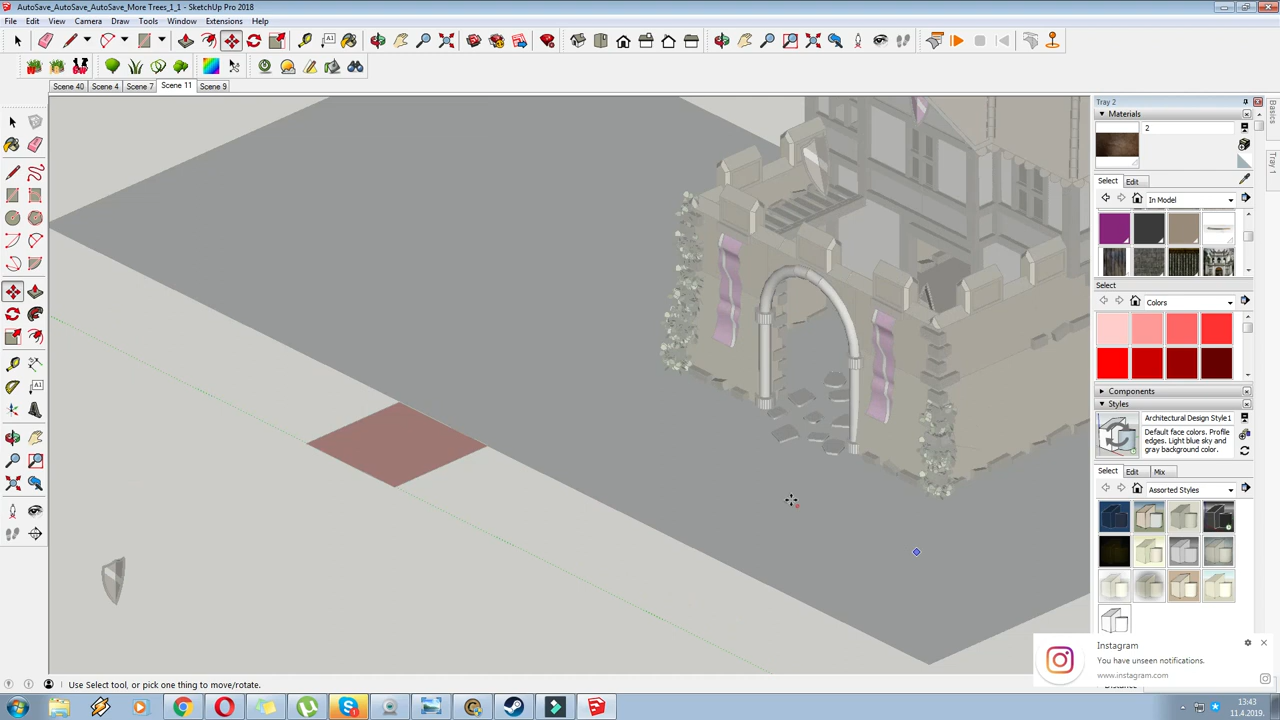 AutoSave_AutoSave_AutoSave_More Trees_1_1 - SketchUp Pro 2018
File Edit View Camera Draw Tools Window Extensions Help
Scene 40 Scene 4 Scene 7 Scene 11 Scene 9
Tray 2
Materials
2
Select Edit
In Model
Select
Colors
Components
Styles
Architectural Design Style1
Default face colors. Profile
edges. Light blue sky and
gray background color.
Select Edit Mix
Assorted Styles
Basics
Tray 1
Instagram
You have unseen notifications.
www.instagram.com
Use Select tool, or pick one thing to move/rotate.
13:43
11.4.2019.